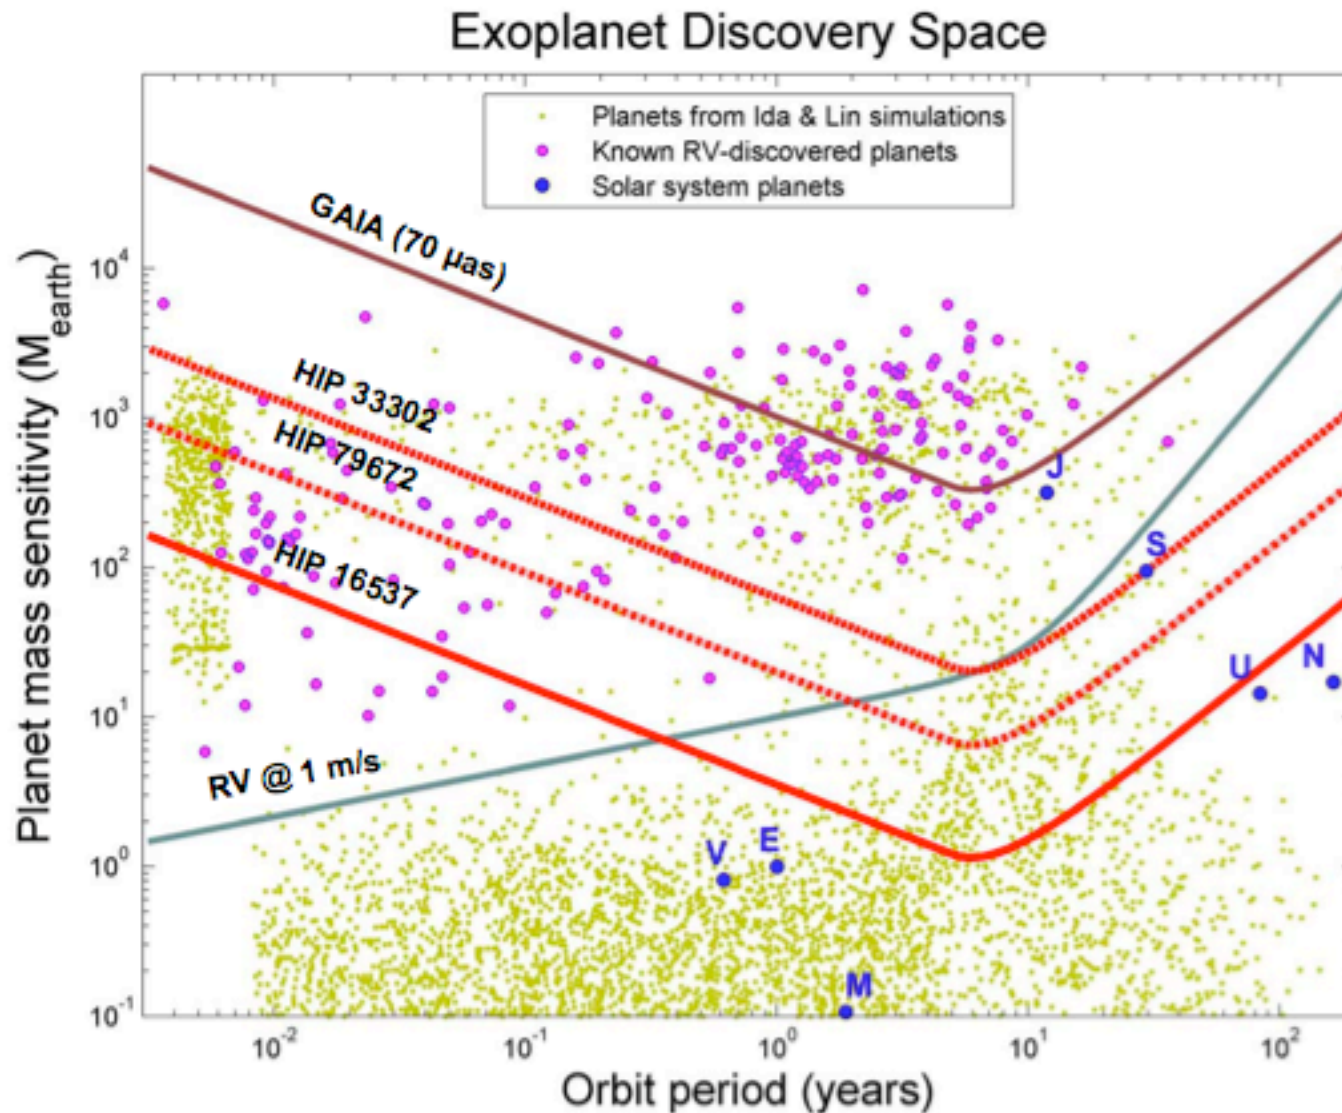 Exoplanet Discovery Space
Planets from Ida & Lin simulations
Known RV-discovered planets
Solar system planets
GAIA (70 µas)
HIP 33302
HIP 79672
HIP 16537
RV @ 1 m/s
J
S
U
N
V
E
M
Planet mass sensitivity (M_earth)
10^4
10^3
10^2
10^1
10^0
10^-1
10^-2
10^-1
10^0
10^1
10^2
Orbit period (years)